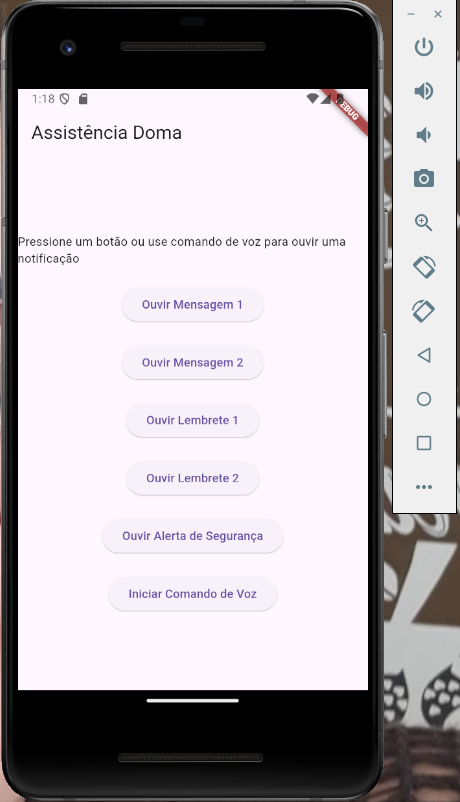 1:18
Assistência Doma
Pressione um botão ou use comando de voz para ouvir uma
notificação
Ouvir Mensagem 1
Ouvir Mensagem 2
Ouvir Lembrete 1
Ouvir Lembrete 2
Ouvir Alerta de Segurança
Iniciar Comando de Voz